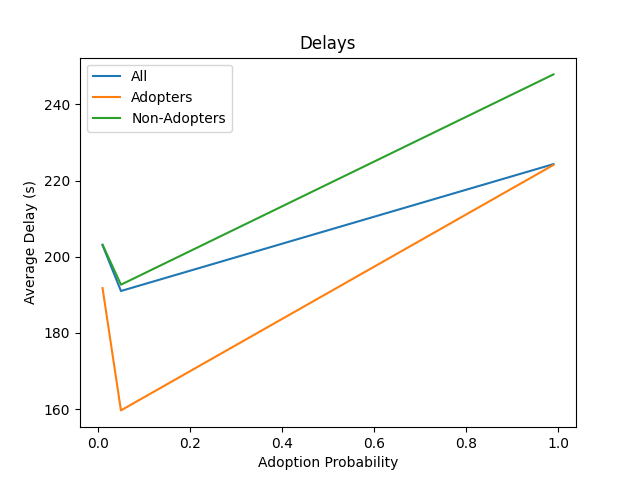 Delays
All
Adopters
Non-Adopters
Average Delay (s)
240
220
200
180
160
0.0 0.2 0.4 0.6 0.8 1.0
Adoption Probability